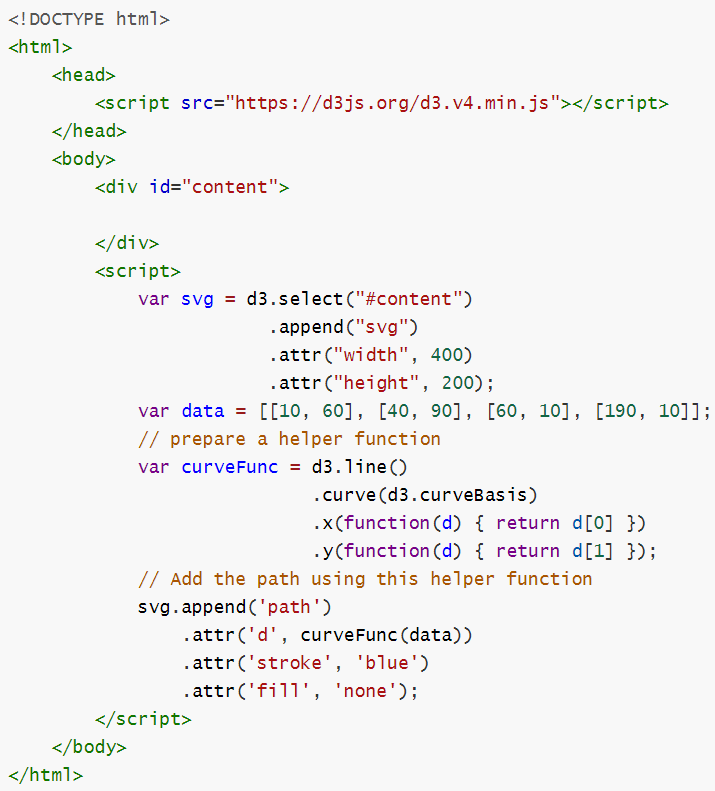 <!DOCTYPE html>
<html>
    <head>
        <script src="https://d3js.org/d3.v4.min.js"></script>
    </head>
    <body>
        <div id="content">

        </div>
        <script>
            var svg = d3.select("#content")
                        .append("svg")
                        .attr("width", 400)
                        .attr("height", 200);
            var data = [[10, 60], [40, 90], [60, 10], [190, 10]];
            // prepare a helper function
            var curveFunc = d3.line()
                            .curve(d3.curveBasis)
                            .x(function(d) { return d[0] })
                            .y(function(d) { return d[1] });
            // Add the path using this helper function
            svg.append('path')
                .attr('d', curveFunc(data))
                .attr('stroke', 'blue')
                .attr('fill', 'none');
        </script>
    </body>
</html>